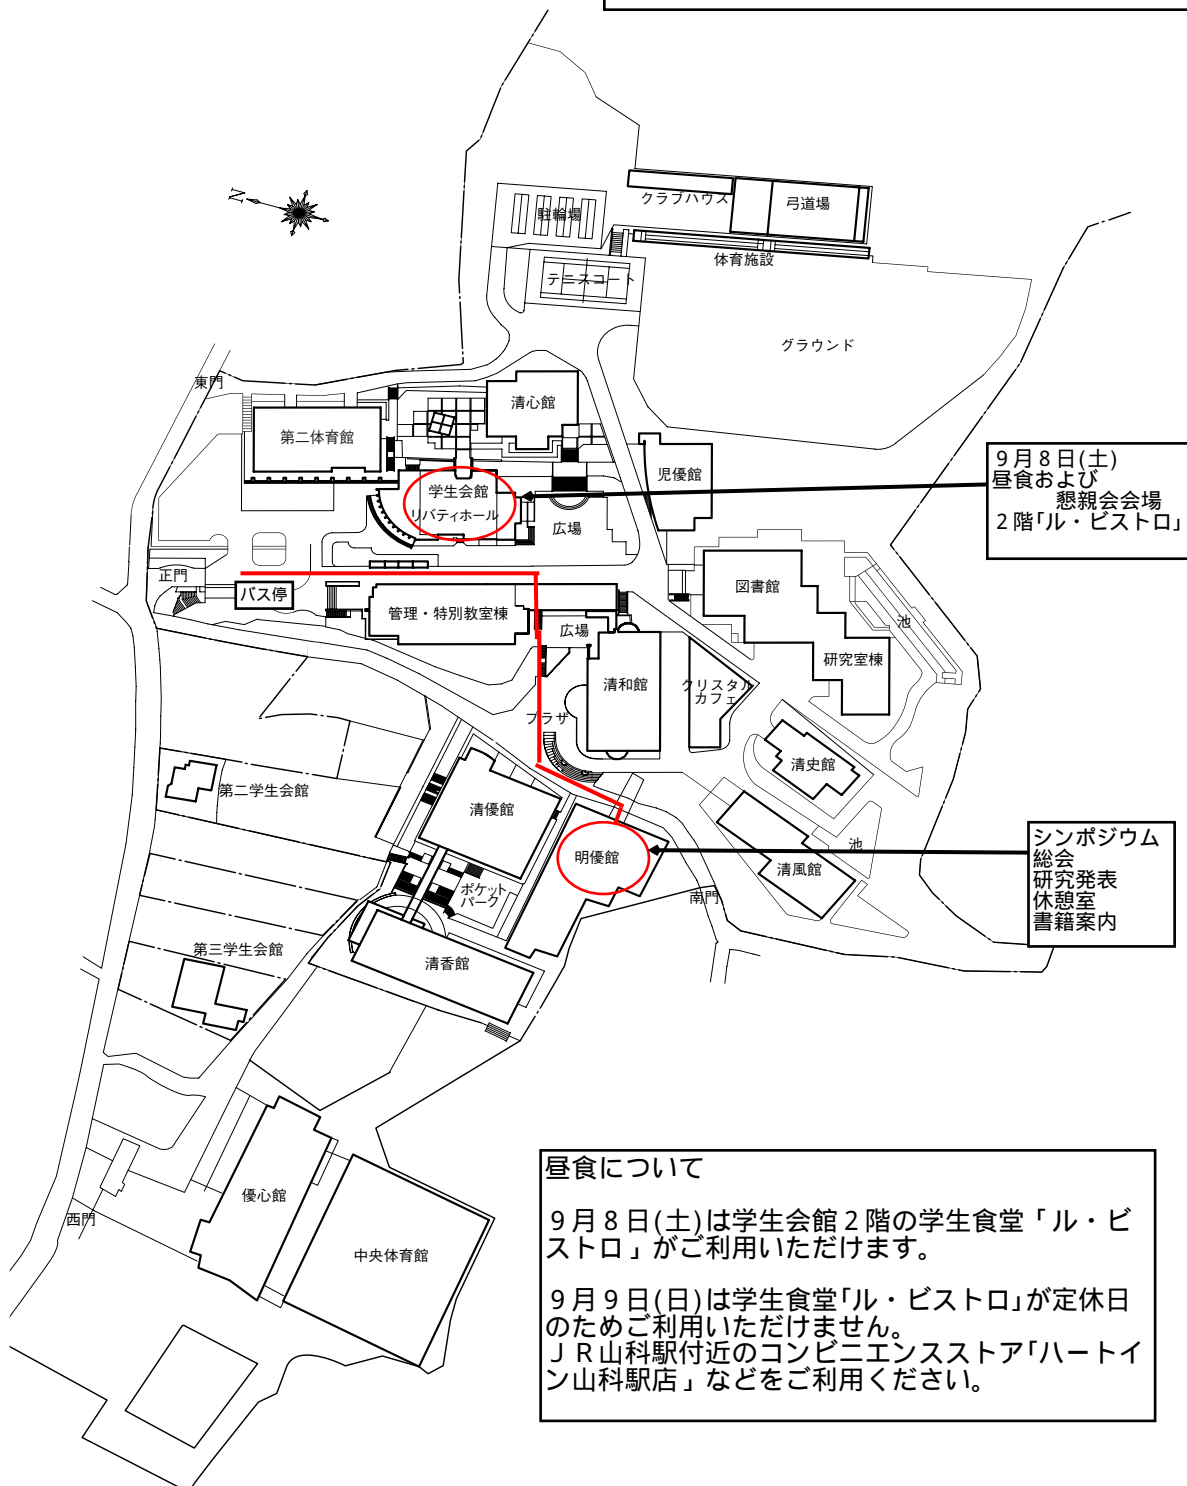 N
駐輪場
クラブハウス
弓道場
体育施設
テニスコート
グラウンド
東門
清心館
第二体育館
学生会館
リバティホール
児優館
広場
9月8日(土)
昼食および
懇親会会場
2階「ル・ビストロ」
正門
バス停
管理・特別教室棟
広場
図書館
池
研究室棟
清和館
クリスタル
カフェ
プラザ
清史館
第二学生会館
清優館
明優館
池
清風館
シンポジウム
総会
研究発表
休憩室
書籍案内
ポケット
パーク
南門
第三学生会館
清香館
優心館
西門
中央体育館
昼食について
9月8日(土)は学生会館2階の学生食堂「ル・ビ
ストロ」がご利用いただけます。
9月9日(日)は学生食堂「ル・ビストロ」が定休日
のためご利用いただけません。
JR山科駅付近のコンビニエンスストア「ハートイ
ン山科駅店」などをご利用ください。